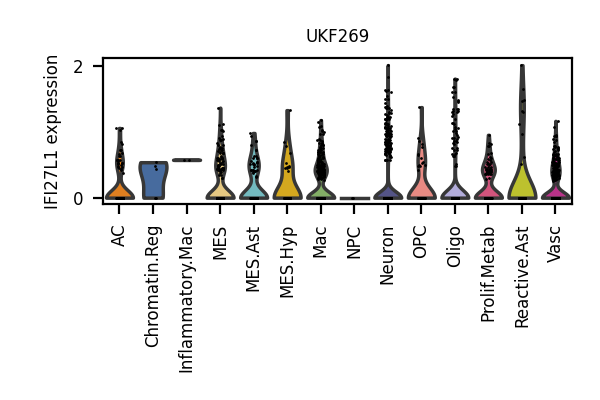 UKF269
IFI27L1 expression
2
0
AC
Chromatin.Reg
Inflammatory.Mac
MES
MES.Ast
MES.Hyp
Mac
NPC
Neuron
OPC
Oligo
Prolif.Metab
Reactive.Ast
Vasc